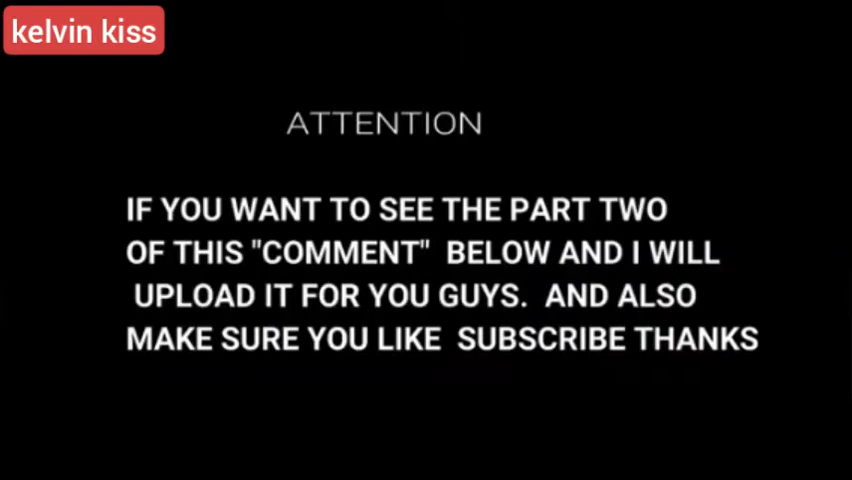 kelvin kiss
ATTENTION
IF YOU WANT TO SEE THE PART TWO
OF THIS "COMMENT" BELOW AND I WILL
UPLOAD IT FOR YOU GUYS. AND ALSO
MAKE SURE YOU LIKE SUBSCRIBE THANKS